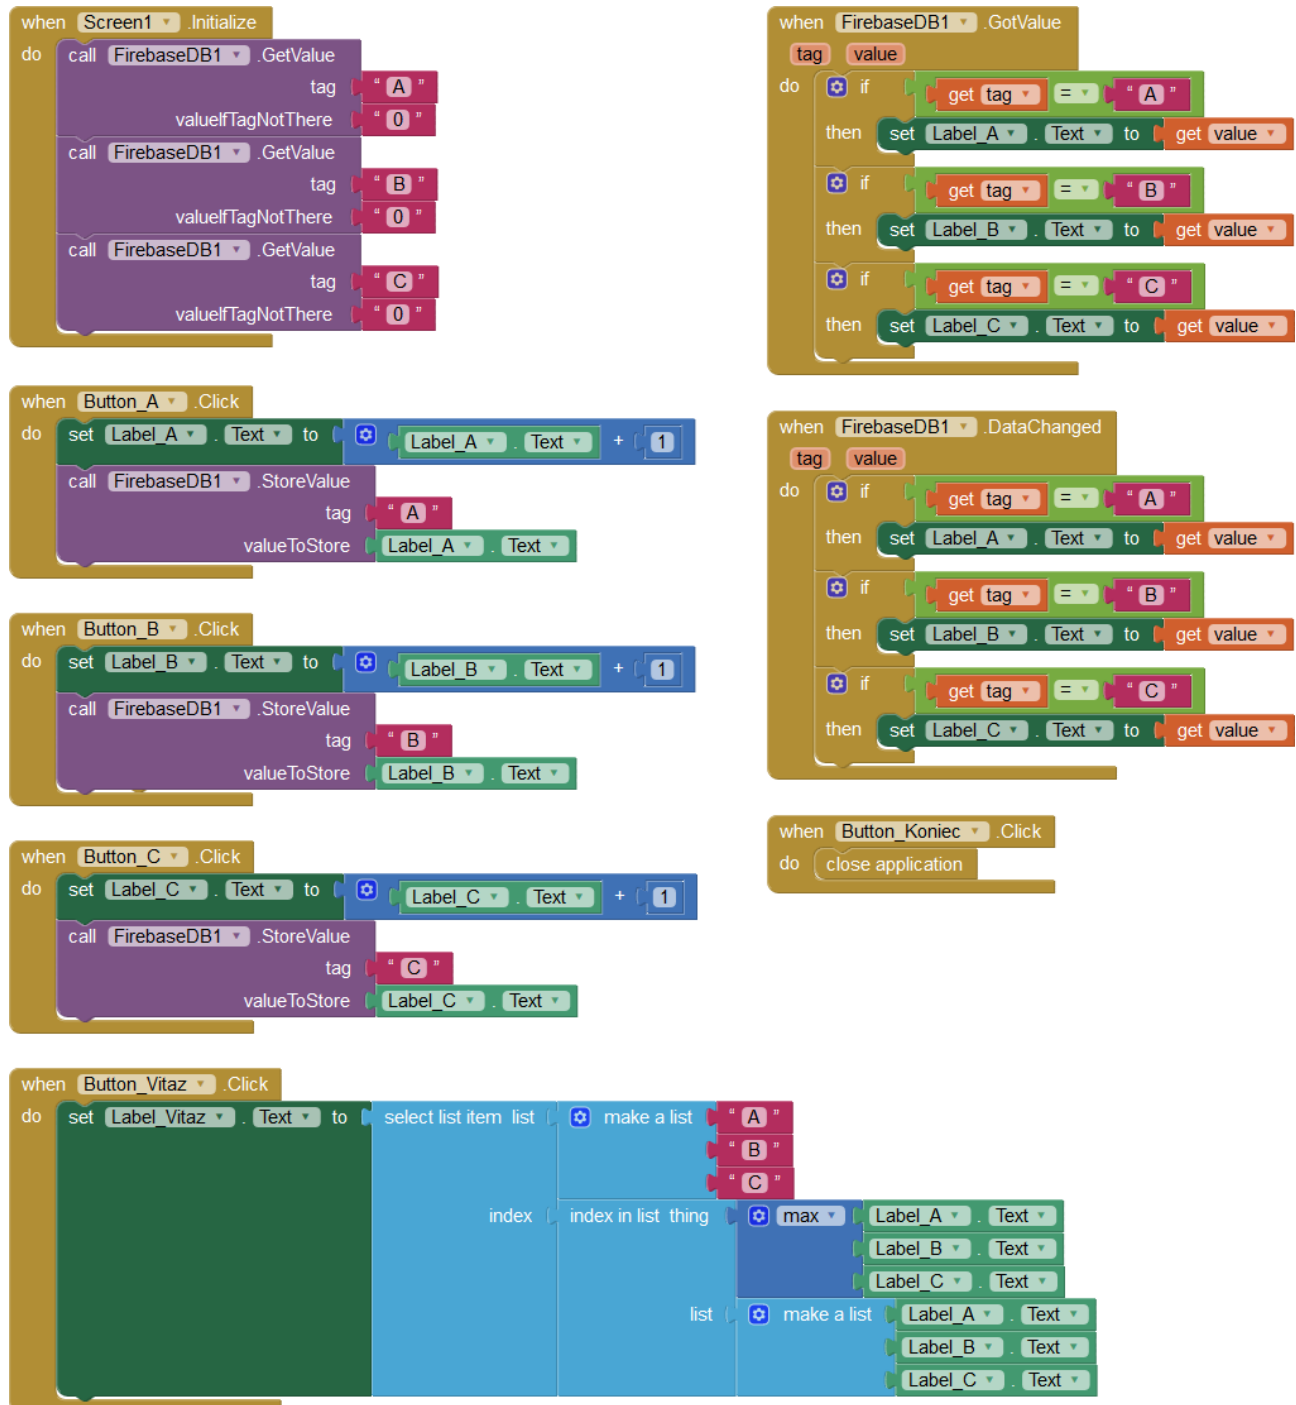 when Screen1 .Initialize
do call FirebaseDB1 .GetValue
tag " A "
valueIfTagNotThere " 0 "
call FirebaseDB1 .GetValue
tag " B "
valueIfTagNotThere " 0 "
call FirebaseDB1 .GetValue
tag " C "
valueIfTagNotThere " 0 "
when Button_A .Click
do set Label_A . Text to Label_A . Text + 1
call FirebaseDB1 .StoreValue
tag " A "
valueToStore Label_A . Text
when Button_B .Click
do set Label_B . Text to Label_B . Text + 1
call FirebaseDB1 .StoreValue
tag " B "
valueToStore Label_B . Text
when Button_C .Click
do set Label_C . Text to Label_C . Text + 1
call FirebaseDB1 .StoreValue
tag " C "
valueToStore Label_C . Text
when Button_Vitaz .Click
do set Label_Vitaz . Text to select list item list make a list " A "
" B "
" C "
index index in list thing max Label_A . Text
Label_B . Text
Label_C . Text
list make a list Label_A . Text
Label_B . Text
Label_C . Text
when FirebaseDB1 .GotValue
tag value
do if get tag = " A "
then set Label_A . Text to get value
if get tag = " B "
then set Label_B . Text to get value
if get tag = " C "
then set Label_C . Text to get value
when FirebaseDB1 .DataChanged
tag value
do if get tag = " A "
then set Label_A . Text to get value
if get tag = " B "
then set Label_B . Text to get value
if get tag = " C "
then set Label_C . Text to get value
when Button_Koniec .Click
do close application